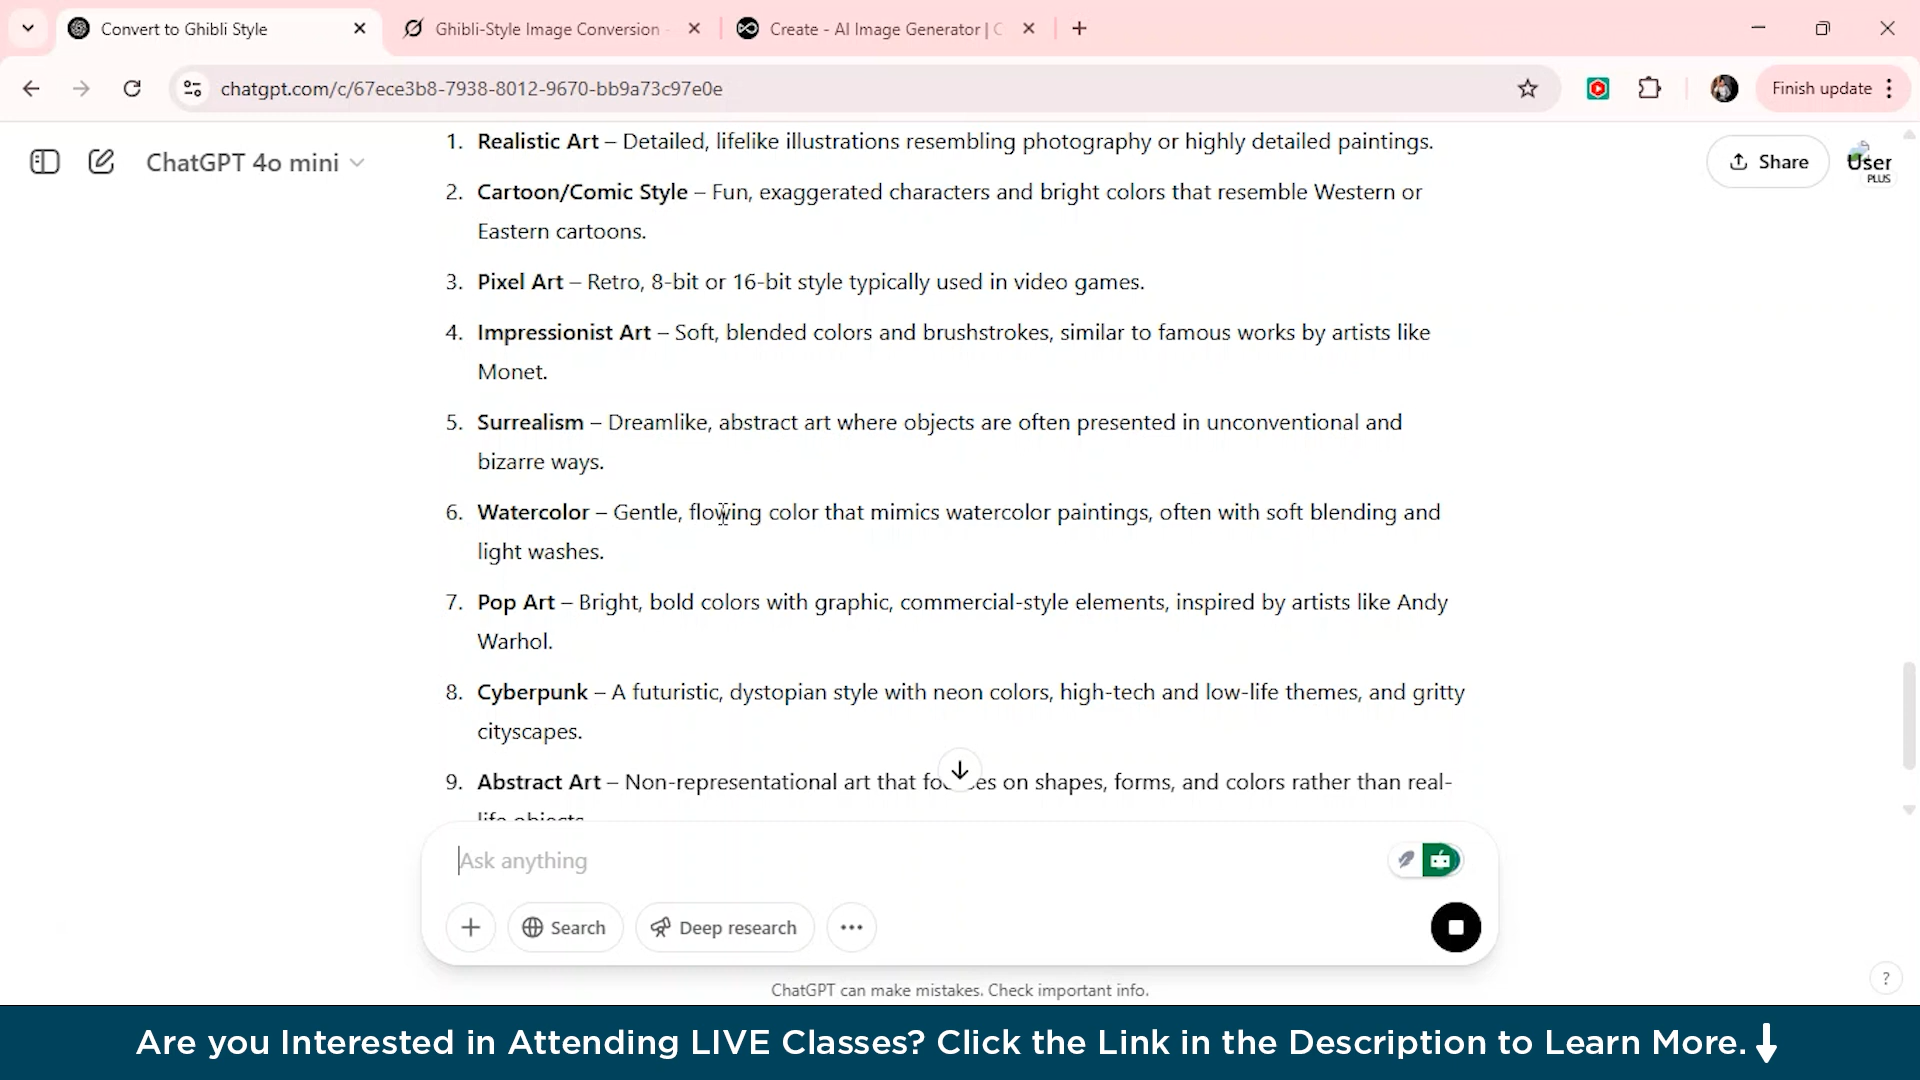 Convert to Ghibli Style
Ghibli-Style Image Conversion
Create - AI Image Generator |
chatgpt.com/c/67ece3b8-7938-8012-9670-bb9a73c97e0e
Finish update
ChatGPT 4o mini
Share
User
PLUS
1. Realistic Art – Detailed, lifelike illustrations resembling photography or highly detailed paintings.
2. Cartoon/Comic Style – Fun, exaggerated characters and bright colors that resemble Western or
Eastern cartoons.
3. Pixel Art – Retro, 8-bit or 16-bit style typically used in video games.
4. Impressionist Art – Soft, blended colors and brushstrokes, similar to famous works by artists like
Monet.
5. Surrealism – Dreamlike, abstract art where objects are often presented in unconventional and
bizarre ways.
6. Watercolor – Gentle, flowing color that mimics watercolor paintings, often with soft blending and
light washes.
7. Pop Art – Bright, bold colors with graphic, commercial-style elements, inspired by artists like Andy
Warhol.
8. Cyberpunk – A futuristic, dystopian style with neon colors, high-tech and low-life themes, and gritty
cityscapes.
9. Abstract Art – Non-representational art that focuses on shapes, forms, and colors rather than real-
life objects.
Ask anything
Search
Deep research
ChatGPT can make mistakes. Check important info.
?
Are you Interested in Attending LIVE Classes? Click the Link in the Description to Learn More.